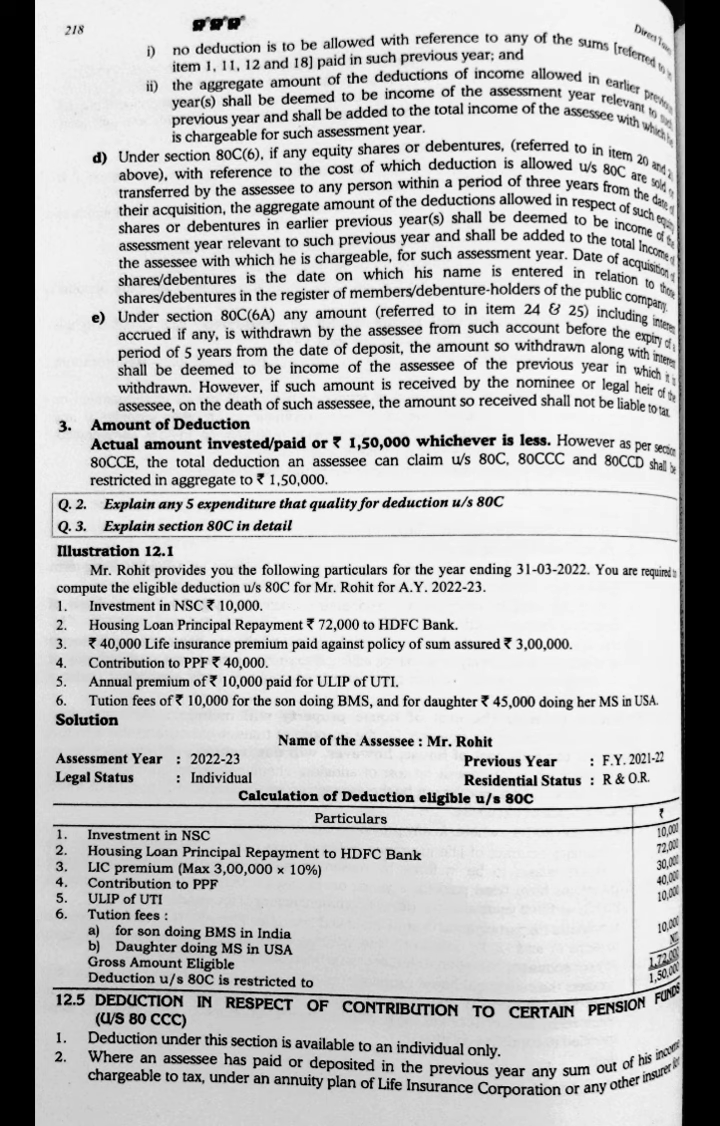 218
Direct Tax
i) no deduction is to be allowed with reference to any of the sums [referred to in
item 1, 11, 12 and 18] paid in such previous year; and
ii) the aggregate amount of the deductions of income allowed in earlier previous
year(s) shall be deemed to be income of the assessment year relevant to such
previous year and shall be added to the total income of the assessee with which he
is chargeable for such assessment year.
d) Under section 80C(6), if any equity shares or debentures, (referred to in item 20 and
above), with reference to the cost of which deduction is allowed u/s 80C are sold or
transferred by the assessee to any person within a period of three years from the date of
their acquisition, the aggregate amount of the deductions allowed in respect of such equity
shares or debentures in earlier previous year(s) shall be deemed to be income of the
assessment year relevant to such previous year and shall be added to the total Income of
the assessee with which he is chargeable, for such assessment year. Date of acquisition of
shares/debentures is the date on which his name is entered in relation to those
shares/debentures in the register of members/debenture-holders of the public company.
e) Under section 80C(6A) any amount (referred to in item 24 & 25) including interest
accrued if any, is withdrawn by the assessee from such account before the expiry of a
period of 5 years from the date of deposit, the amount so withdrawn along with interest
shall be deemed to be income of the assessee of the previous year in which it is
withdrawn. However, if such amount is received by the nominee or legal heir of the
assessee, on the death of such assessee, the amount so received shall not be liable to tax.
3. Amount of Deduction
Actual amount invested/paid or ₹ 1,50,000 whichever is less. However as per section
80CCE, the total deduction an assessee can claim u/s 80C, 80CCC and 80CCD shall be
restricted in aggregate to ₹ 1,50,000.
Q. 2. Explain any 5 expenditure that quality for deduction u/s 80C
Q. 3. Explain section 80C in detail
Illustration 12.1
Mr. Rohit provides you the following particulars for the year ending 31-03-2022. You are required to
compute the eligible deduction u/s 80C for Mr. Rohit for A.Y. 2022-23.
1. Investment in NSC ₹ 10,000.
2. Housing Loan Principal Repayment ₹ 72,000 to HDFC Bank.
3. ₹ 40,000 Life insurance premium paid against policy of sum assured ₹ 3,00,000.
4. Contribution to PPF ₹ 40,000.
5. Annual premium of ₹ 10,000 paid for ULIP of UTI.
6. Tution fees of ₹ 10,000 for the son doing BMS, and for daughter ₹ 45,000 doing her MS in USA.
Solution
Name of the Assessee : Mr. Rohit
Assessment Year : 2022-23 Previous Year : F.Y. 2021-22
Legal Status : Individual Residential Status : R & O.R.
Calculation of Deduction eligible u/s 80C
Particulars ₹
1. Investment in NSC 10,000
2. Housing Loan Principal Repayment to HDFC Bank 72,000
3. LIC premium (Max 3,00,000 x 10%) 30,000
4. Contribution to PPF 40,000
5. ULIP of UTI 10,000
6. Tution fees :
a) for son doing BMS in India 10,000
b) Daughter doing MS in USA NIL
Gross Amount Eligible 1,72,000
Deduction u/s 80C is restricted to 1,50,000
12.5 DEDUCTION IN RESPECT OF CONTRIBUTION TO CERTAIN PENSION FUNDS
(U/S 80 CCC)
1. Deduction under this section is available to an individual only.
2. Where an assessee has paid or deposited in the previous year any sum out of his income
chargeable to tax, under an annuity plan of Life Insurance Corporation or any other insurer for